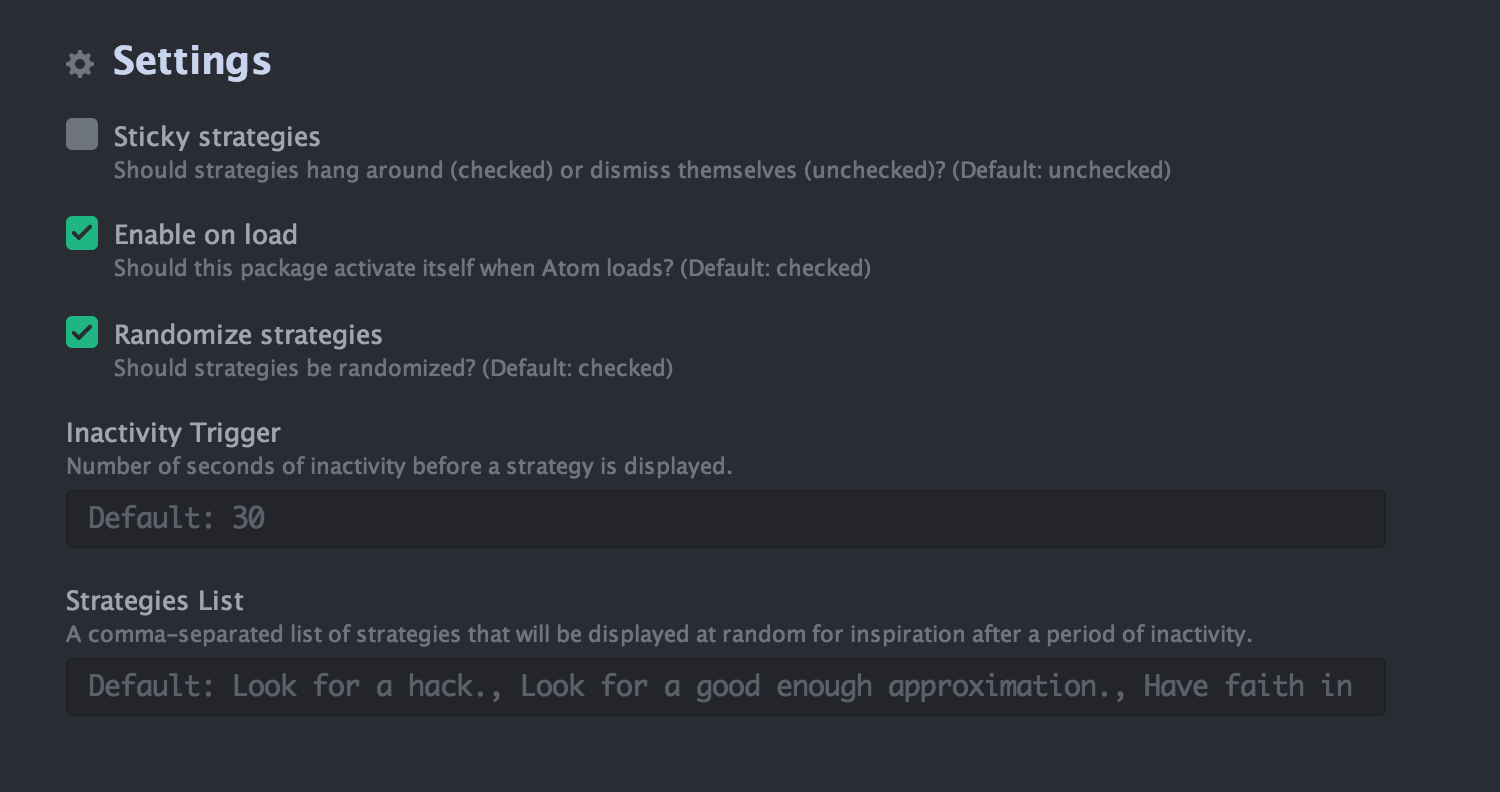 Settings
Sticky strategies
Should strategies hang around (checked) or dismiss themselves (unchecked)? (Default: unchecked)
Enable on load
Should this package activate itself when Atom loads? (Default: checked)
Randomize strategies
Should strategies be randomized? (Default: checked)
Inactivity Trigger
Number of seconds of inactivity before a strategy is displayed.
Default: 30
Strategies List
A comma-separated list of strategies that will be displayed at random for inspiration after a period of inactivity.
Default: Look for a hack., Look for a good enough approximation., Have faith in